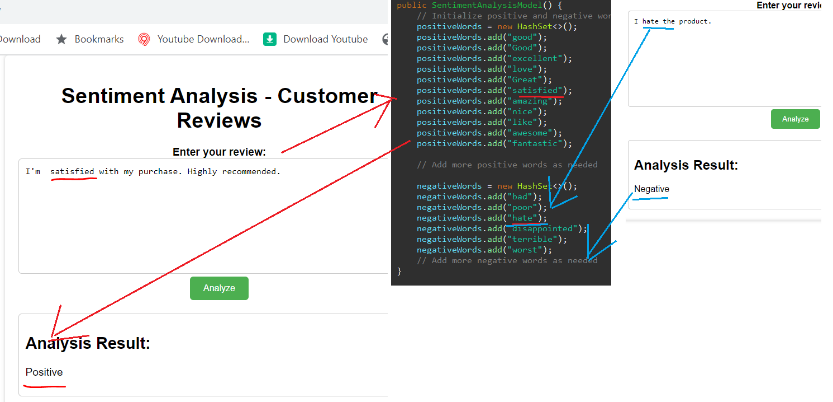 Download
Bookmarks
Youtube Download...
Download Youtube
Sentiment Analysis - Customer
Reviews
Enter your review:
I'm satisfied with my purchase. Highly recommended.
Analyze
Analysis Result:
Positive
public SentimentAnalysisModel() {
// Initialize positive and negative wor
positiveWords = new HashSet<>();
positiveWords.add("good");
positiveWords.add("Good");
positiveWords.add("excellent");
positiveWords.add("love");
positiveWords.add("Great");
positiveWords.add("satisfied");
positiveWords.add("amazing");
positiveWords.add("nice");
positiveWords.add("like");
positiveWords.add("awesome");
positiveWords.add("fantastic");
// Add more positive words as needed
negativeWords = new HashSet<>();
negativeWords.add("bad");
negativeWords.add("poor");
negativeWords.add("hate");
negativeWords.add("disappointed");
negativeWords.add("terrible");
negativeWords.add("worst");
// Add more negative words as needed
}
Enter your revie
I hate the product.
Analyze
Analysis Result:
Negative